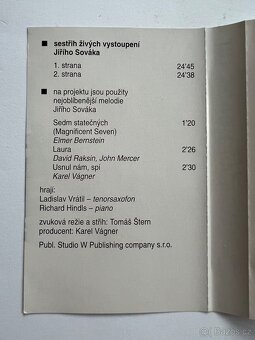 ■ sestřih živých vystoupení
Jiřího Sováka
1. strana 24'45
2. strana 24'38
■ na projektu jsou použity
nejoblíbenější melodie
Jiřího Sováka
Sedm statečných 1'20
(Magnificent Seven)
Elmer Bernstein
Laura 2'26
David Raksin, John Mercer
Usnul nám, spi 2'30
Karel Vágner
hrají:
Ladislav Vrátil – tenorsaxofon
Richard Hindls – piano
zvuková režie a střih: Tomáš Štern
producent: Karel Vágner
Publ. Studio W Publishing company s.r.o.
Bazos.cz